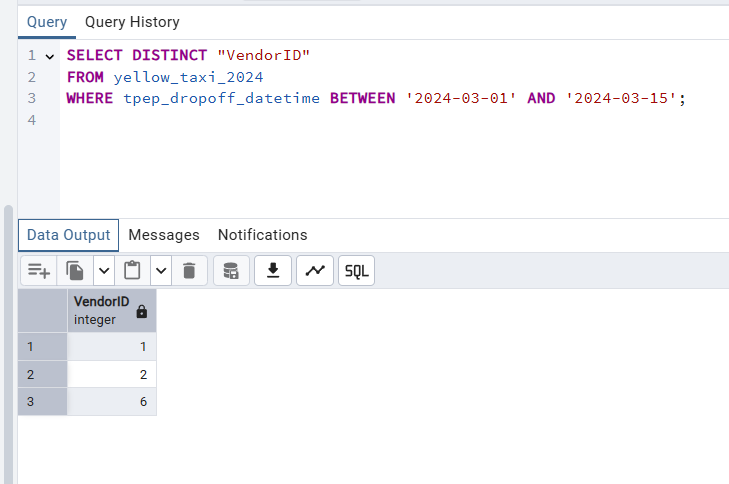 Query Query History
1 SELECT DISTINCT "VendorID"
2 FROM yellow_taxi_2024
3 WHERE tpep_dropoff_datetime BETWEEN '2024-03-01' AND '2024-03-15';
4
Data Output Messages Notifications
SQL
VendorID
integer
1 1
2 2
3 6